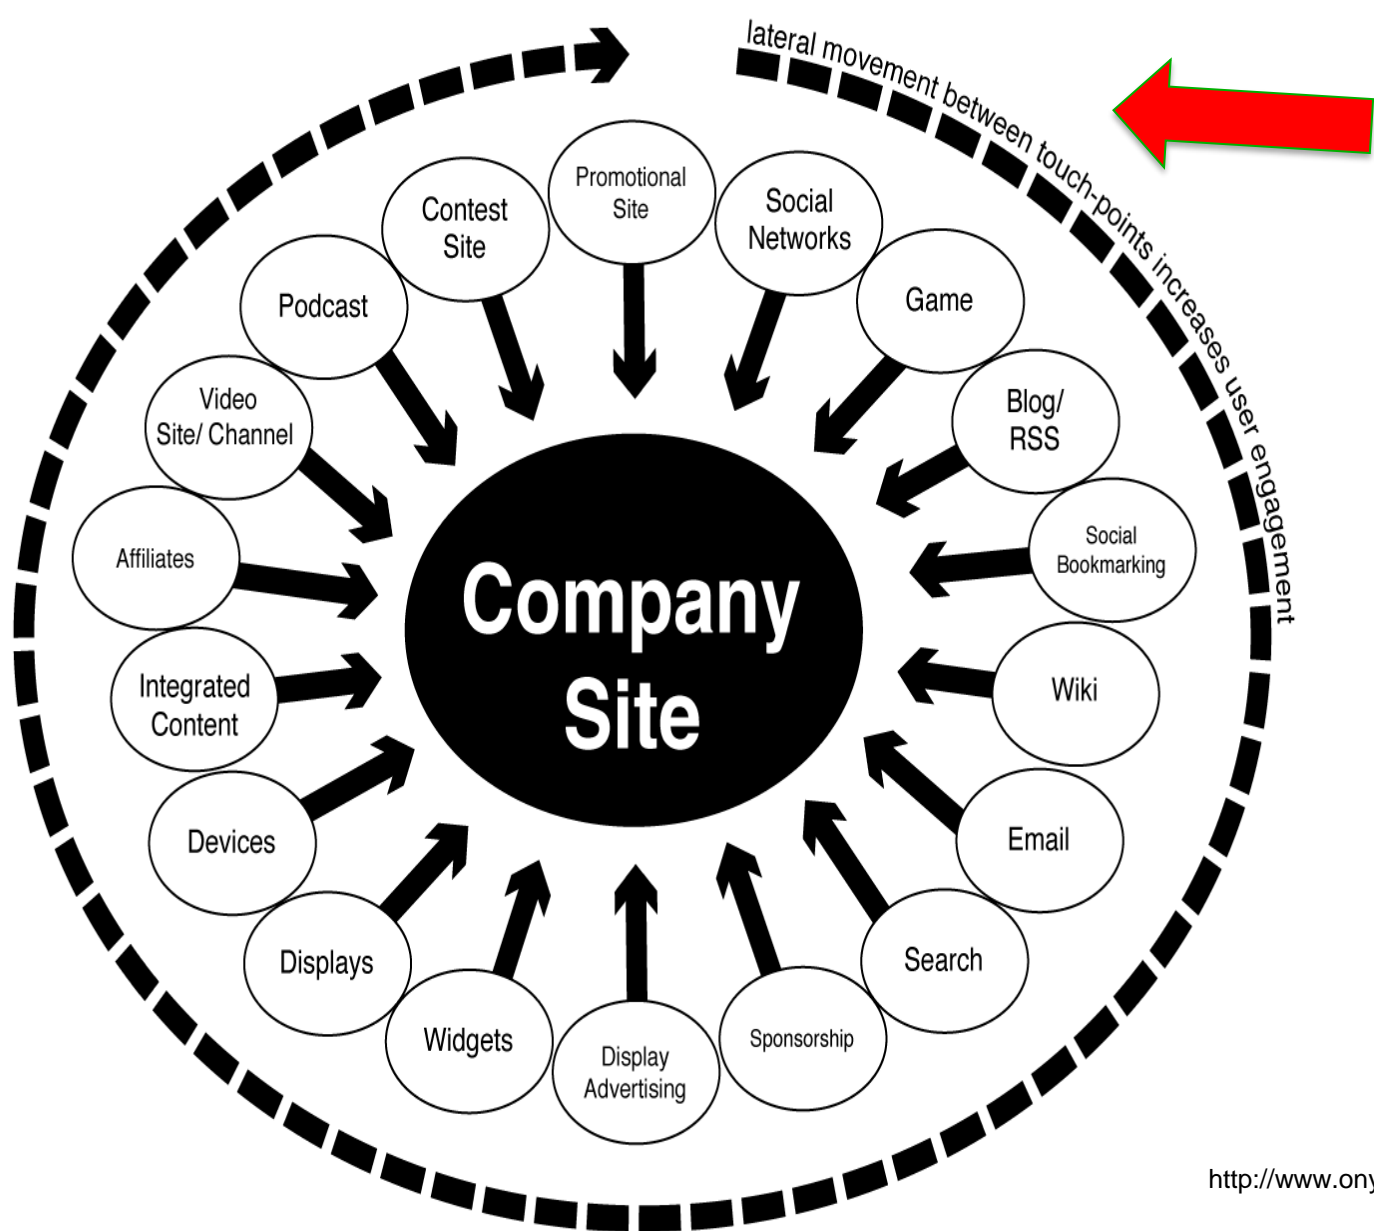 lateral movement between touch-points increases user engagement
Promotional
Site
Social
Networks
Game
Blog/
RSS
Social
Bookmarking
Wiki
Email
Search
Sponsorship
Display
Advertising
Widgets
Displays
Devices
Integrated
Content
Affiliates
Video
Site/ Channel
Podcast
Contest
Site
Company
Site
http://www.ony